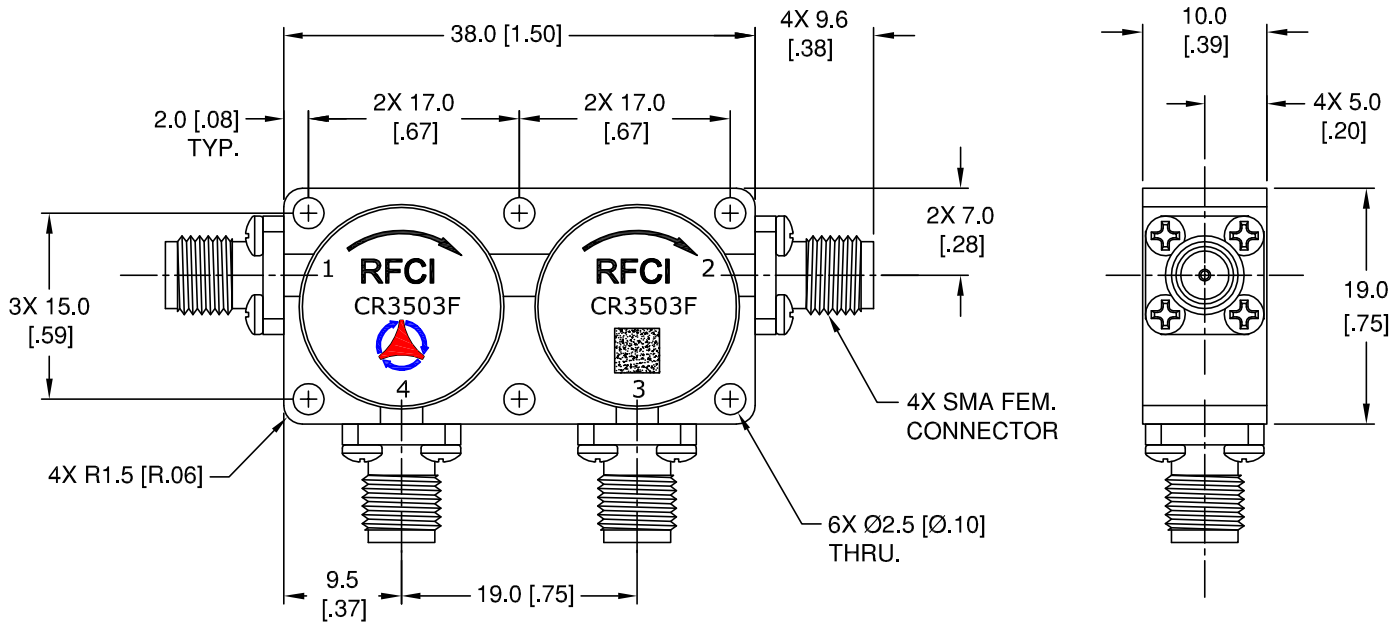 38.0 [1.50]
4X 9.6
[.38]
10.0
[.39]
2X 17.0
[.67]
2X 17.0
[.67]
2.0 [.08]
TYP.
4X 5.0
[.20]
2X 7.0
[.28]
3X 15.0
[.59]
19.0
[.75]
1
RFCI
CR3503F
4
RFCI
2
CR3503F
3
4X SMA FEM.
CONNECTOR
4X R1.5 [R.06]
6X Ø2.5 [Ø.10]
THRU.
9.5
[.37]
19.0 [.75]